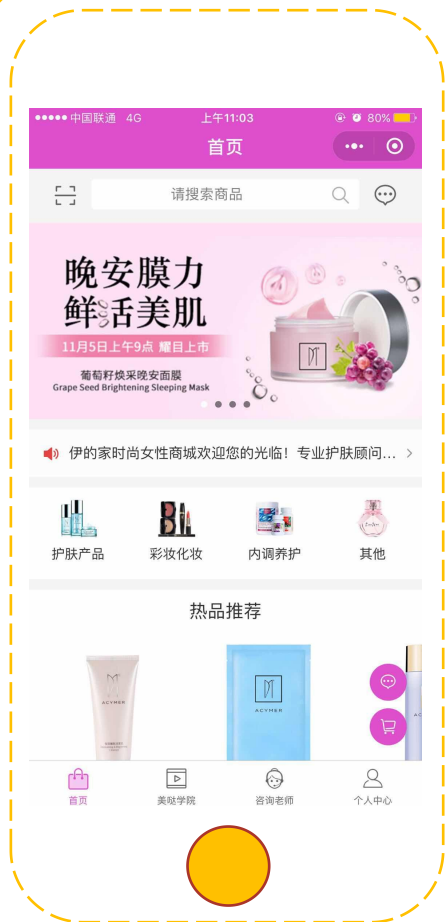 中国联通 4G 上午11:03 80%
首页
请搜索商品
晚安膜力
鲜活美肌
11月5日上午9点 耀目上市
葡萄籽焕采晚安面膜
Grape Seed Brightening Sleeping Mask
伊的家时尚女性商城欢迎您的光临！专业护肤顾问...
护肤产品 彩妆化妆 内调养护 其他
热品推荐
ACYMER
ACYMER
首页 美哒学院 咨询老师 个人中心